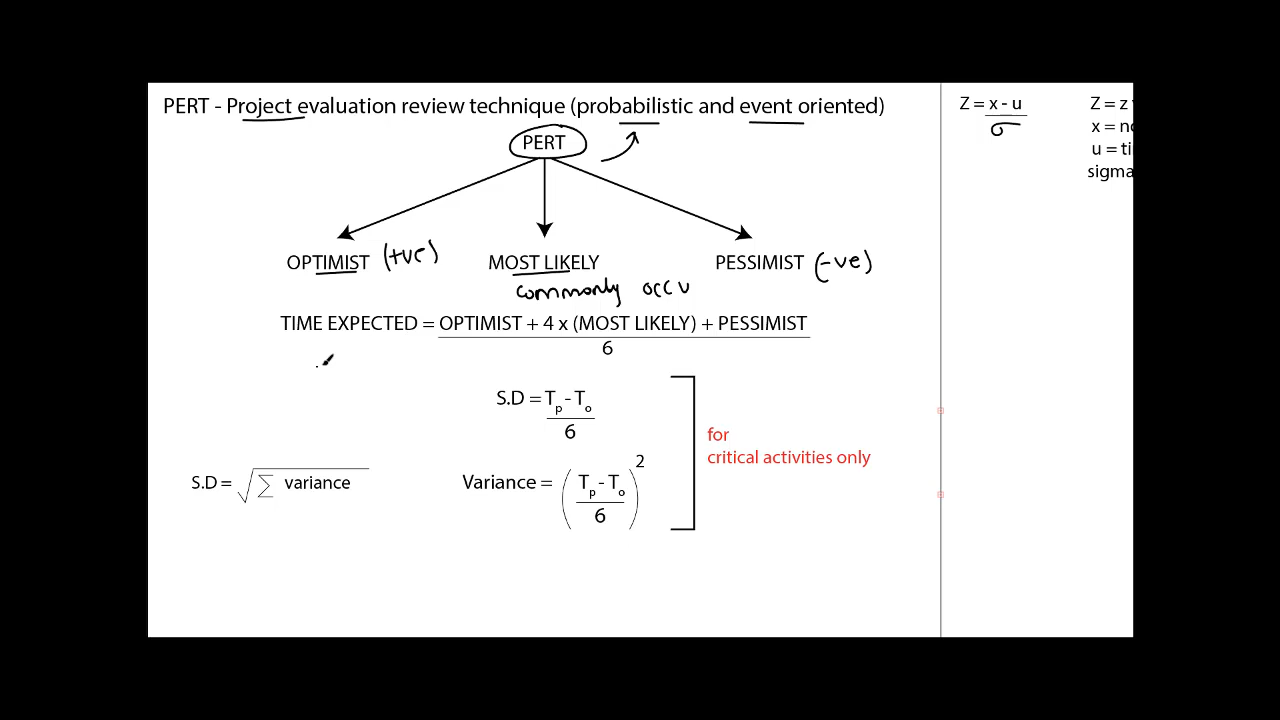 PERT - Project evaluation review technique (probabilistic and event oriented)
PERT
OPTIMIST (+ve)
MOST LIKELY
commonly occu
PESSIMIST (-ve)
TIME EXPECTED = OPTIMIST + 4 x (MOST LIKELY) + PESSIMIST
6
S.D = Tp - To
6
for
critical activities only
S.D = √∑ variance
Variance = (Tp - To)2
6
Z = x - u
σ
Z = z
x =
u =
sigma